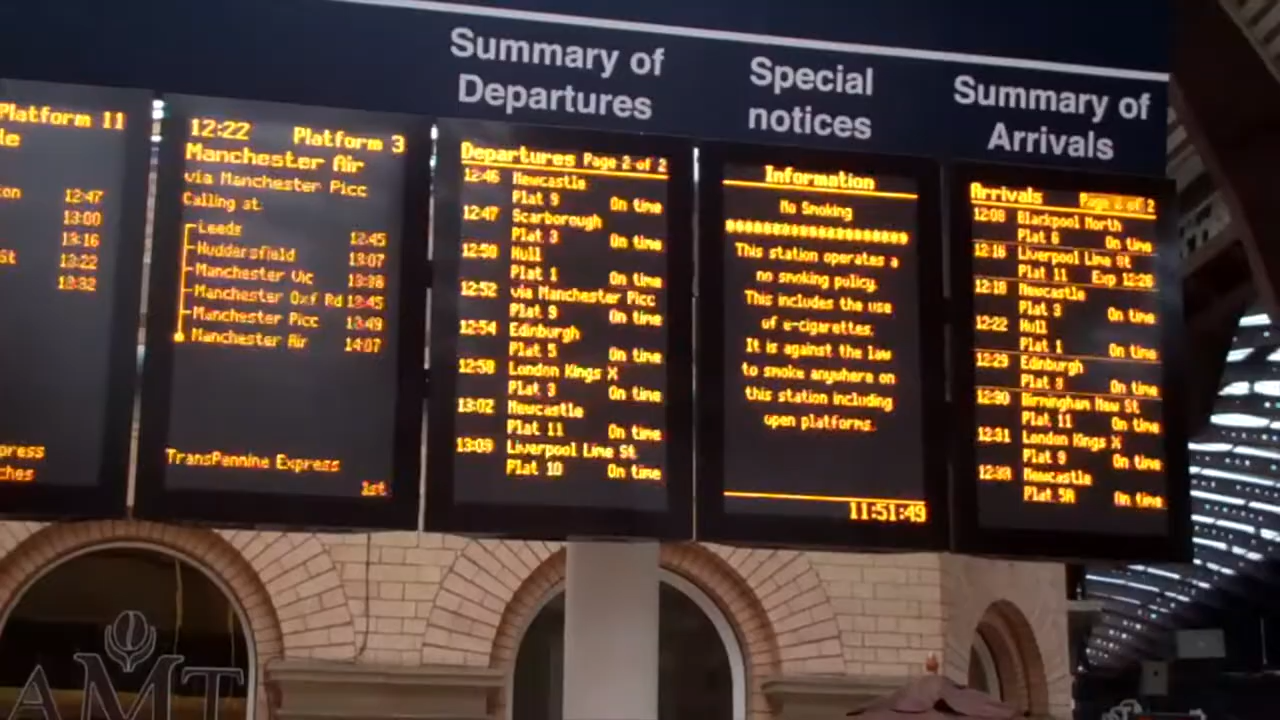 Platform 11
le
on 12:47
13:00
13:16
St 13:22
13:32
press
ches
12:22 Platform 3
Manchester Air
via Manchester Picc
Calling at
Leeds 12:45
Huddersfield 13:07
Manchester Vic 13:38
Manchester Oxf Rd 13:45
Manchester Picc 13:49
Manchester Air 14:07
TransPennine Express
1st
Summary of
Departures
Departures Page 2 of 2
12:46 Newcastle
Plat 9 On time
12:47 Scarborough
Plat 3 On time
12:50 Hull
Plat 1 On time
12:52 via Manchester Picc
Plat 9 On time
12:54 Edinburgh
Plat 5 On time
12:58 London Kings X
Plat 3 On time
13:02 Newcastle
Plat 11 On time
13:09 Liverpool Lime St
Plat 10 On time
Special
notices
Information
No Smoking
********************
This station operates a
no smoking policy.
This includes the use
of e-cigarettes.
It is against the law
to smoke anywhere on
this station including
open platforms.
11:51:49
Summary of
Arrivals
Arrivals Page 2 of 2
12:09 Blackpool North
Plat 6 On time
12:16 Liverpool Lime St
Plat 11 Exp 12:26
12:18 Newcastle
Plat 3 On time
12:22 Hull
Plat 1 On time
12:29 Edinburgh
Plat 8 On time
12:30 Birmingham New St
Plat 11 On time
12:31 London Kings X
Plat 9 On time
Newcastle
Plat 5A On time
AMT